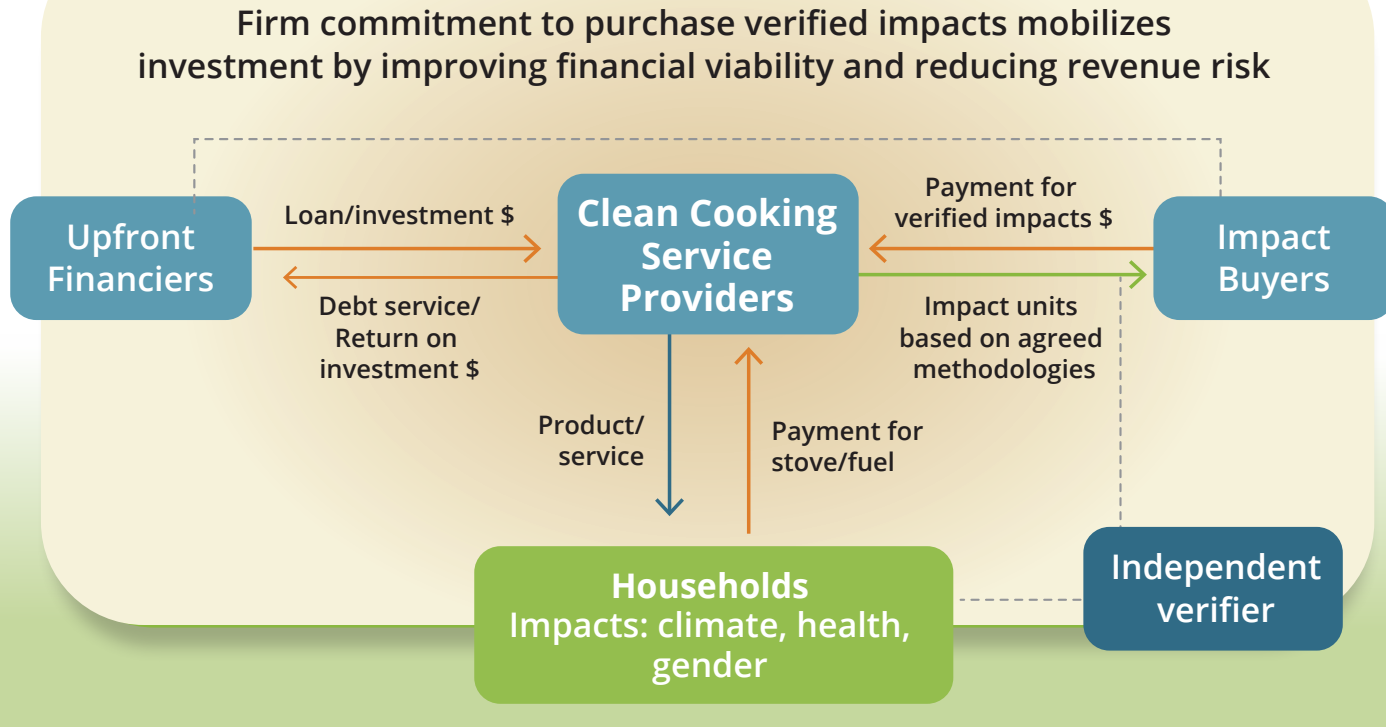 Firm commitment to purchase verified impacts mobilizes
investment by improving financial viability and reducing revenue risk
Upfront
Financiers
Loan/investment $
Debt service/
Return on
investment $
Clean Cooking
Service
Providers
Payment for
verified impacts $
Impact units
based on agreed
methodologies
Impact
Buyers
Product/
service
Payment for
stove/fuel
Households
Impacts: climate, health,
gender
Independent
verifier